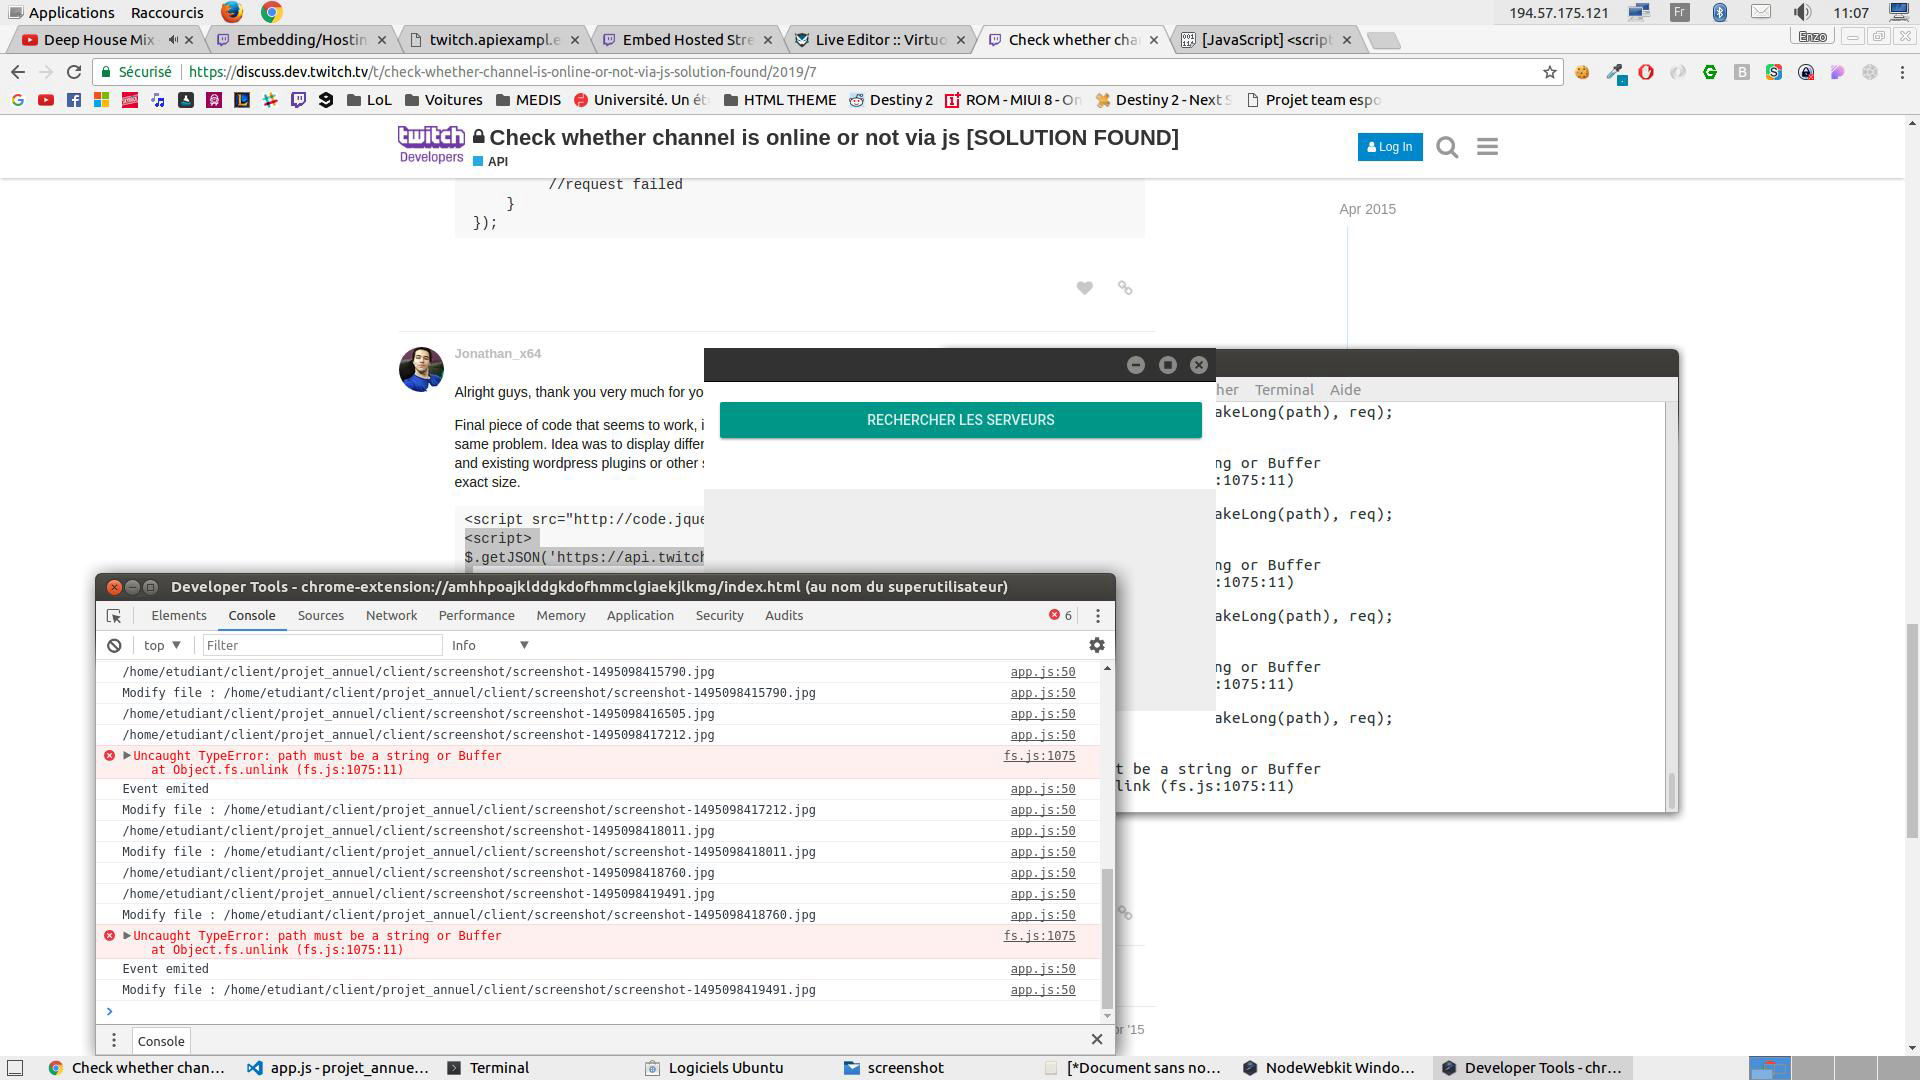 Applications Raccourcis 194.57.175.121 Fr 11:07
Deep House Mix Embedding/Hostin twitch.apiexampl.e Embed Hosted Stre Live Editor :: Virtuo Check whether chan [JavaScript] <script Enzo
Sécurisé https://discuss.dev.twitch.tv/t/check-whether-channel-is-online-or-not-via-js-solution-found/2019/7
LoL Voitures MEDIS Université. Un ét HTML THEME Destiny 2 ROM - MIUI 8 - On Destiny 2 - Next S Projet team espo
twitch Developers
Check whether channel is online or not via js [SOLUTION FOUND]
API
Log In
//request failed
}
});
Apr 2015
Jonathan_x64
Alright guys, thank you very much for yo
Final piece of code that seems to work, i
same problem. Idea was to display differ
and existing wordpress plugins or other s
exact size.
<script src="http://code.jque
<script>
$.getJSON('https://api.twitch
RECHERCHER LES SERVEURS
her Terminal Aide
akeLong(path), req);
ng or Buffer
:1075:11)
akeLong(path), req);
ng or Buffer
:1075:11)
akeLong(path), req);
ng or Buffer
:1075:11)
akeLong(path), req);
t be a string or Buffer
link (fs.js:1075:11)
Developer Tools - chrome-extension://amhhpoajklddgkdofhmmclgiaekjlkmg/index.html (au nom du superutilisateur)
Elements Console Sources Network Performance Memory Application Security Audits 6
top Filter Info
/home/etudiant/client/projet_annuel/client/screenshot/screenshot-1495098415790.jpg app.js:50
Modify file : /home/etudiant/client/projet_annuel/client/screenshot/screenshot-1495098415790.jpg app.js:50
/home/etudiant/client/projet_annuel/client/screenshot/screenshot-1495098416505.jpg app.js:50
/home/etudiant/client/projet_annuel/client/screenshot/screenshot-1495098417212.jpg app.js:50
Uncaught TypeError: path must be a string or Buffer fs.js:1075
at Object.fs.unlink (fs.js:1075:11)
Event emited app.js:50
Modify file : /home/etudiant/client/projet_annuel/client/screenshot/screenshot-1495098417212.jpg app.js:50
/home/etudiant/client/projet_annuel/client/screenshot/screenshot-1495098418011.jpg app.js:50
Modify file : /home/etudiant/client/projet_annuel/client/screenshot/screenshot-1495098418011.jpg app.js:50
/home/etudiant/client/projet_annuel/client/screenshot/screenshot-1495098418760.jpg app.js:50
/home/etudiant/client/projet_annuel/client/screenshot/screenshot-1495098419491.jpg app.js:50
Modify file : /home/etudiant/client/projet_annuel/client/screenshot/screenshot-1495098418760.jpg app.js:50
Uncaught TypeError: path must be a string or Buffer fs.js:1075
at Object.fs.unlink (fs.js:1075:11)
Event emited app.js:50
Modify file : /home/etudiant/client/projet_annuel/client/screenshot/screenshot-1495098419491.jpg app.js:50
>
Console
pr '15
Check whether chan... app.js - projet_annue... Terminal Logiciels Ubuntu screenshot [*Document sans no... NodeWebkit Windo... Developer Tools - chr...